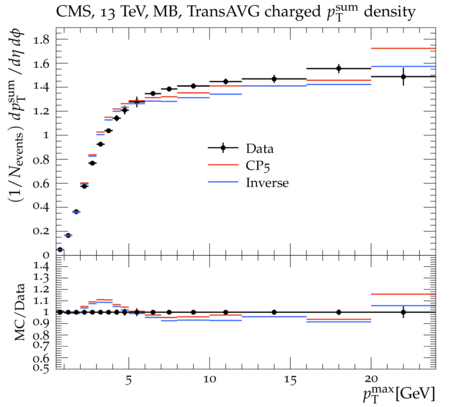 CMS, 13 TeV, MB, TransAVG charged p_T^sum density
(1/N_events) dp_T^sum/dη dϕ
1.8
1.6
1.4
1.2
1
0.8
0.6
0.4
0.2
0
Data
CP5
Inverse
MC/Data
1.4
1.3
1.2
1.1
1
0.9
0.8
0.7
0.6
0.5
5 10 15 20
p_T^max[GeV]